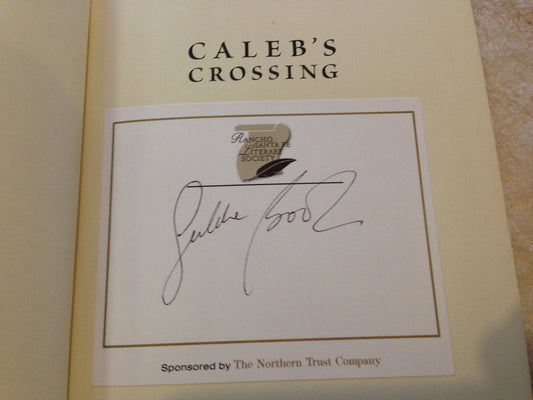 CALEB'S
CROSSING
RANCHO
SANTA FE
LITERARY
SOCIETY
Sponsored by The Northern Trust Company